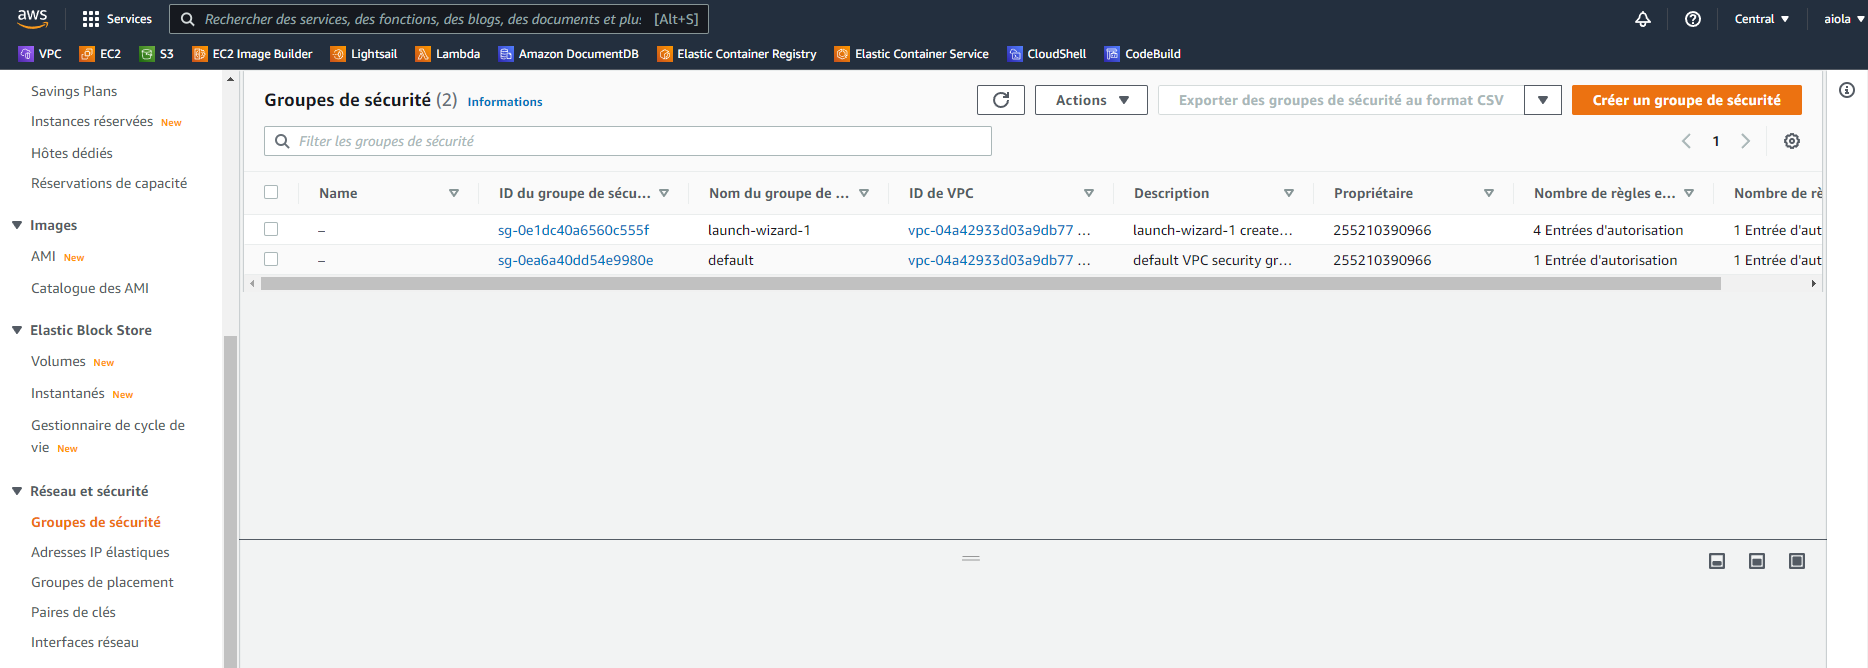 aws Services Rechercher des services, des fonctions, des blogs, des documents et plus [Alt+S] Central aiola
VPC EC2 S3 EC2 Image Builder Lightsail Lambda Amazon DocumentDB Elastic Container Registry Elastic Container Service CloudShell CodeBuild
Savings Plans
Instances réservées New
Hôtes dédiés
Réservations de capacité
Images
AMI New
Catalogue des AMI
Elastic Block Store
Volumes New
Instantanés New
Gestionnaire de cycle de
vie New
Réseau et sécurité
Groupes de sécurité
Adresses IP élastiques
Groupes de placement
Paires de clés
Interfaces réseau
Groupes de sécurité (2) Informations Actions Exporter des groupes de sécurité au format CSV Créer un groupe de sécurité
Filter les groupes de sécurité 1
Name ID du groupe de sécu... Nom du groupe de ... ID de VPC Description Propriétaire Nombre de règles e... Nombre de rè
– sg-0e1dc40a6560c555f launch-wizard-1 vpc-04a42933d03a9db77 ... launch-wizard-1 create... 255210390966 4 Entrées d'autorisation 1 Entrée d'aut
– sg-0ea6a40dd54e9980e default vpc-04a42933d03a9db77 ... default VPC security gr... 255210390966 1 Entrée d'autorisation 1 Entrée d'aut